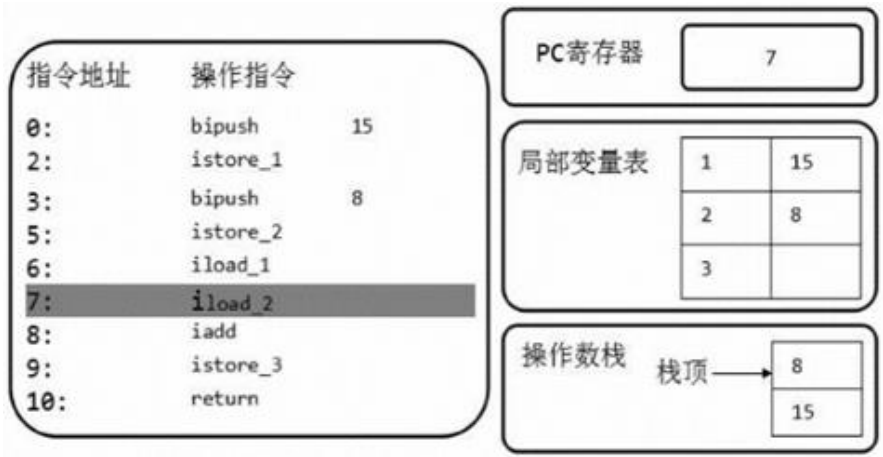 指令地址 操作指令
0: bipush 15
2: istore_1
3: bipush 8
5: istore_2
6: iload_1
7: iload_2
8: iadd
9: istore_3
10: return
PC寄存器 7
局部变量表 1 15
2 8
3
操作数栈 栈顶 8
15